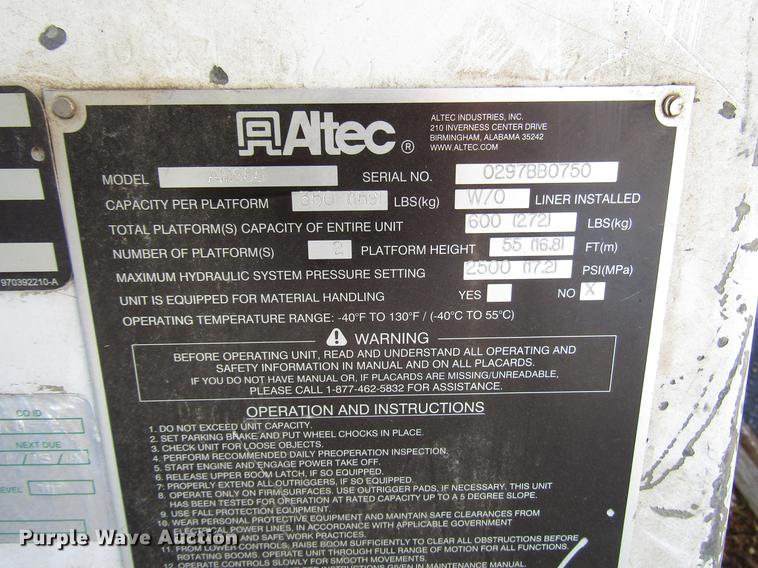 Altec ®
ALTEC INDUSTRIES, INC.
210 INVERNESS CENTER DRIVE
BIRMINGHAM, ALABAMA 35242
WWW.ALTEC.COM
MODEL SERIAL NO. 0297BB0750
CAPACITY PER PLATFORM 350 (159) LBS(kg) W/O LINER INSTALLED
TOTAL PLATFORM(S) CAPACITY OF ENTIRE UNIT 600 (272) LBS(kg)
NUMBER OF PLATFORM(S) 2 PLATFORM HEIGHT 55 (16.8) FT(m)
MAXIMUM HYDRAULIC SYSTEM PRESSURE SETTING 2500 (17.2) PSI(MPa)
UNIT IS EQUIPPED FOR MATERIAL HANDLING YES NO X
OPERATING TEMPERATURE RANGE: -40°F TO 130°F / (-40°C TO 55°C)
WARNING
BEFORE OPERATING UNIT, READ AND UNDERSTAND ALL OPERATING AND
SAFETY INFORMATION IN MANUAL AND ON ALL PLACARDS.
IF YOU DO NOT HAVE MANUAL OR, IF PLACARDS ARE MISSING/UNREADABLE,
PLEASE CALL 1-877-462-5832 FOR ASSISTANCE.
OPERATION AND INSTRUCTIONS
1. DO NOT EXCEED UNIT CAPACITY.
2. SET PARKING BRAKE AND PUT WHEEL CHOCKS IN PLACE.
3. CHECK UNIT FOR LOOSE OBJECTS.
4. PERFORM RECOMMENDED DAILY PREOPERATION INSPECTION.
5. START ENGINE AND ENGAGE POWER TAKE OFF.
6. RELEASE UPPER BOOM LATCH, IF SO EQUIPPED.
7. PROPERLY EXTEND ALL OUTRIGGERS, IF SO EQUIPPED.
8. OPERATE ONLY ON FIRM SURFACES. USE OUTRIGGER PADS, IF NECESSARY. THIS UNIT
HAS BEEN TESTED FOR OPERATION AT RATED CAPACITY UP TO A 5 DEGREE SLOPE.
9. USE FALL PROTECTION EQUIPMENT.
10. WEAR PERSONAL PROTECTIVE EQUIPMENT AND MAINTAIN SAFE CLEARANCES FROM
ELECTRICAL POWER LINES, IN ACCORDANCE WITH APPLICABLE GOVERNMENT
AND SAFE WORK PRACTICES.
11. FROM LOWER CONTROLS, RAISE BOOM SUFFICIENTLY TO CLEAR ALL OBSTRUCTIONS BEFORE
ROTATING BOOMS. OPERATE UNIT THROUGH FULL RANGE OF MOTION FOR ALL FUNCTIONS.
12. OPERATE CONTROLS SLOWLY FOR SMOOTH MOVEMENTS.
INSTRUCTIONS GIVEN IN MAINTENANCE MANUAL.
970392210-A
CO ID
NEXT DUE
LEVEL
Purple Wave Auction